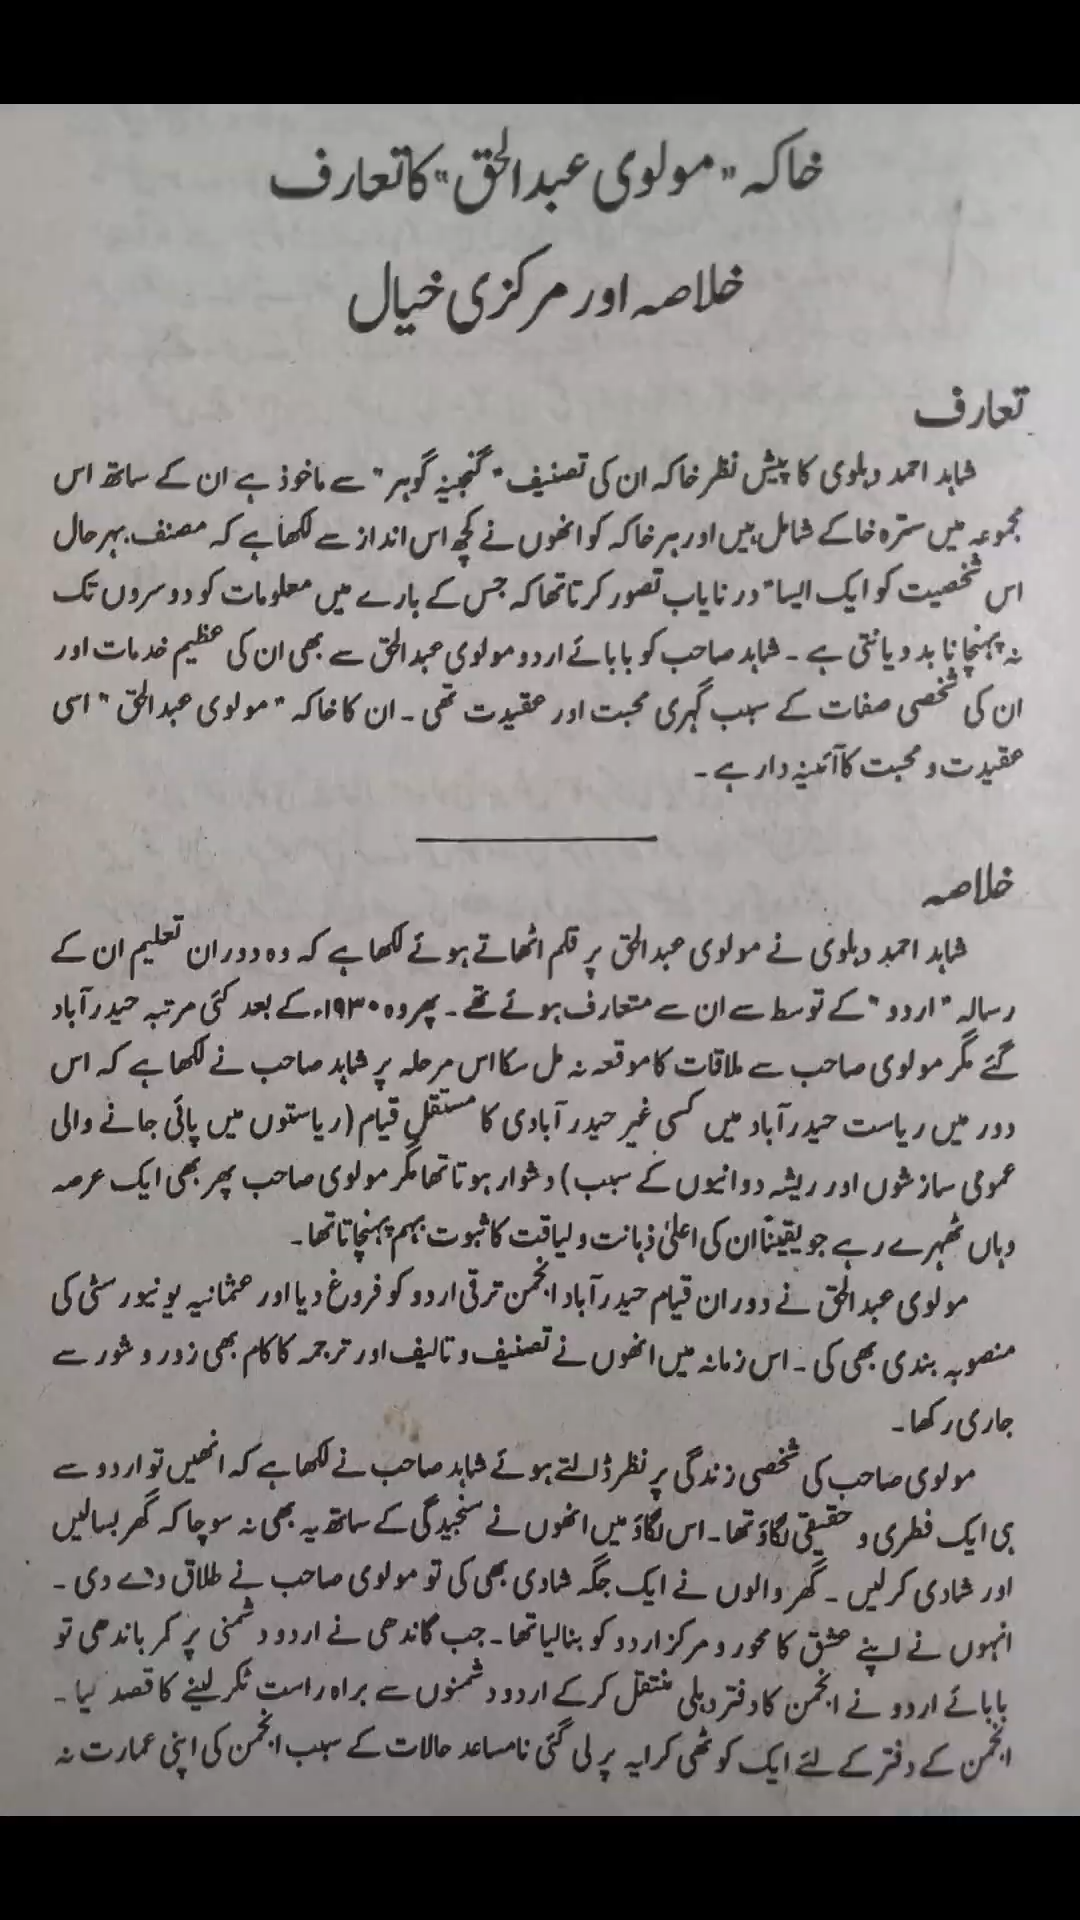 خاکہ "مولوی عبدالحق" کا تعارف
خلاصہ اور مرکزی خیال
تعارف
شاہد احمد دہلوی کا پیش نظر خاکہ ان کی تصنیف "گنجینۂ گوہر" سے ماخوذ ہے ان کے ساتھ اس
مجموعہ میں سترہ خاکے شامل ہیں اور ہر خاکہ کو انھوں نے کچھ اس انداز سے لکھا ہے کہ مصنف بہر حال
اس شخصیت کو ایک ایسا "در نایاب تصور کرتا تھا کہ جس کے بارے میں معلومات کو دوسروں تک
نہ پہنچانا بد دیانتی ہے ۔ شاہد صاحب کو بابائے اردو مولوی عبدالحق سے بھی ان کی عظیم خدمات اور
ان کی شخصی صفات کے سبب گہری محبت اور عقیدت تھی ۔ ان کا خاکہ "مولوی عبدالحق" اسی
عقیدت و محبت کا آئینہ دار ہے ۔
خلاصہ
شاہد احمد دہلوی نے مولوی عبدالحق پر قلم اٹھاتے ہوئے لکھا ہے کہ وہ دوران تعلیم ان کے
رسالہ "اردو" کے توسط سے ان سے متعارف ہوئے تھے ۔ پھر وہ ۱۹۳۰ء کے بعد کئی مرتبہ حیدر آباد
گئے مگر مولوی صاحب سے ملاقات کا موقعہ نہ مل سکا اس مرحلہ پر شاہد صاحب نے لکھا ہے کہ اس
دور میں ریاست حیدر آباد میں کسی غیر حیدر آبادی کا مستقل قیام (ریاستوں میں پائی جانے والی
عمومی سازشوں اور ریشہ دوانیوں کے سبب) دشوار ہوتا تھا مگر مولوی صاحب پھر بھی ایک عرصہ
وہاں ٹھہرے رہے جو یقیناً ان کی اعلیٰ ذہانت و لیاقت کا ثبوت بہم پہنچاتا تھا ۔
مولوی عبدالحق نے دوران قیام حیدر آباد انجمن ترقی اردو کو فروغ دیا اور عثمانیہ یونیورسٹی کی
منصوبہ بندی بھی کی ۔ اس زمانہ میں انھوں نے تصنیف و تالیف اور ترجمہ کا کام بھی زور و شور سے
جاری رکھا ۔
مولوی صاحب کی شخصی زندگی پر نظر ڈالتے ہوئے شاہد صاحب نے لکھا ہے کہ انھیں تو اردو سے
ہی ایک فطری و حقیقی لگاؤ تھا ۔ اس لگاؤ میں انھوں نے سنجیدگی کے ساتھ یہ بھی نہ سوچا کہ گھر بسالیں
اور شادی کر لیں ۔ گھر والوں نے ایک جگہ شادی بھی کی تو مولوی صاحب نے طلاق دے دی ۔
انہوں نے اپنے عشق کا محور و مرکز اردو کو بنا لیا تھا ۔ جب گاندھی نے اردو دشمنی پر کمر باندھی تو
بابائے اردو نے انجمن کا دفتر دہلی منتقل کر کے اردو دشمنوں سے براہ راست ٹکر لینے کا قصد کیا ۔
انجمن کے دفتر کے لئے ایک کوٹھی کرایہ پر لی گئی نامساعد حالات کے سبب انجمن کی اپنی عمارت نہ